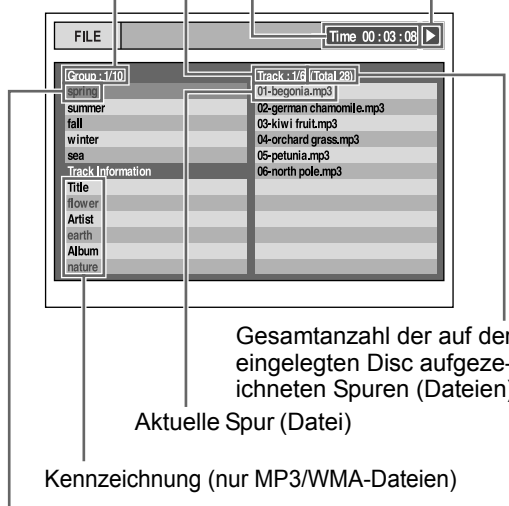 FILE
Time 00 : 03 : 08
Group : 1/10
spring
summer
fall
winter
sea
Track Information
Title
flower
Artist
earth
Album
nature
Track : 1/6 (Total 28)
01-begonia.mp3
02-german chamomile.mp3
03-kiwi fruit.mp3
04-orchard grass.mp3
05-petunia.mp3
06-north pole.mp3
Gesamtanzahl der auf der
eingelegten Disc aufgeze-
ichneten Spuren (Dateien)
Aktuelle Spur (Datei)
Kennzeichnung (nur MP3/WMA-Dateien)